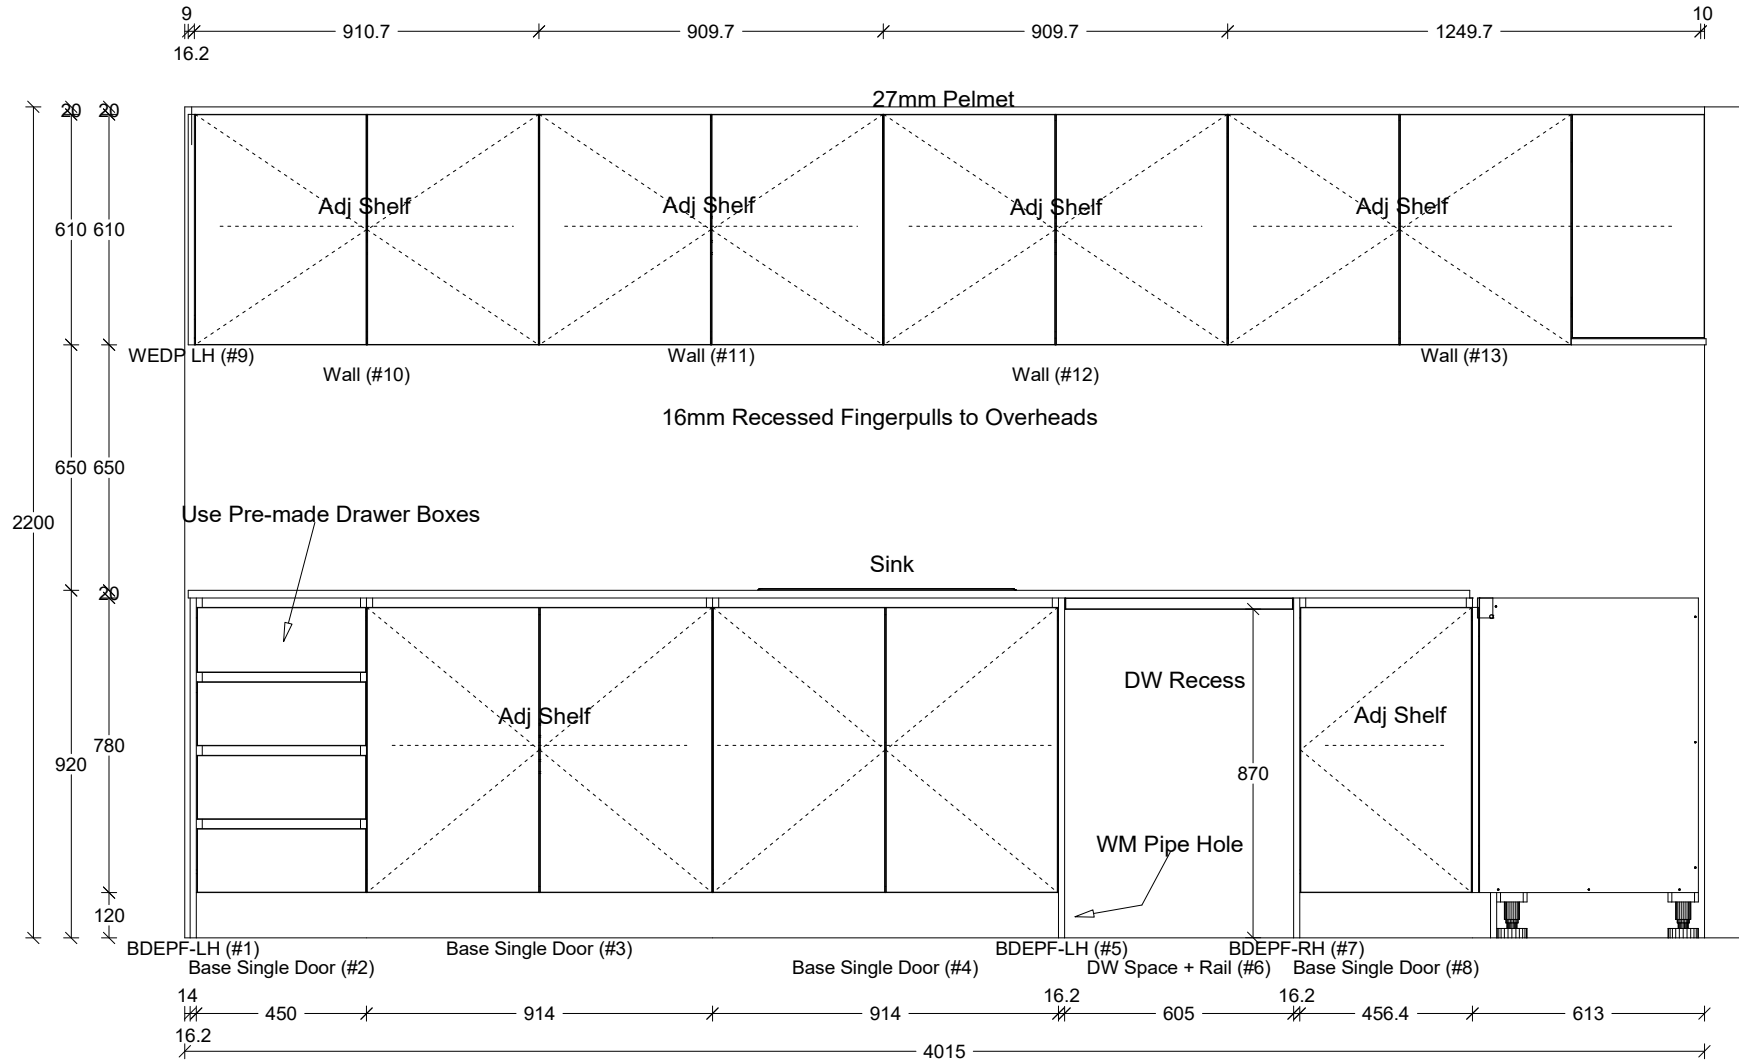 9
10
910.7
909.7
909.7
1249.7
16.2
27mm Pelmet
20
20
Adj Shelf
Adj Shelf
Adj Shelf
Adj Shelf
610
610
WEDP LH (#9)
Wall (#11)
Wall (#13)
Wall (#10)
Wall (#12)
16mm Recessed Fingerpulls to Overheads
650
650
2200
Use Pre-made Drawer Boxes
Sink
20
DW Recess
Adj Shelf
Adj Shelf
780
920
870
WM Pipe Hole
120
BDEPF-LH (#1)
Base Single Door (#3)
BDEPF-LH (#5)
BDEPF-RH (#7)
Base Single Door (#2)
Base Single Door (#4)
DW Space + Rail (#6)
Base Single Door (#8)
14
16.2
16.2
450
914
914
605
456.4
613
16.2
4015